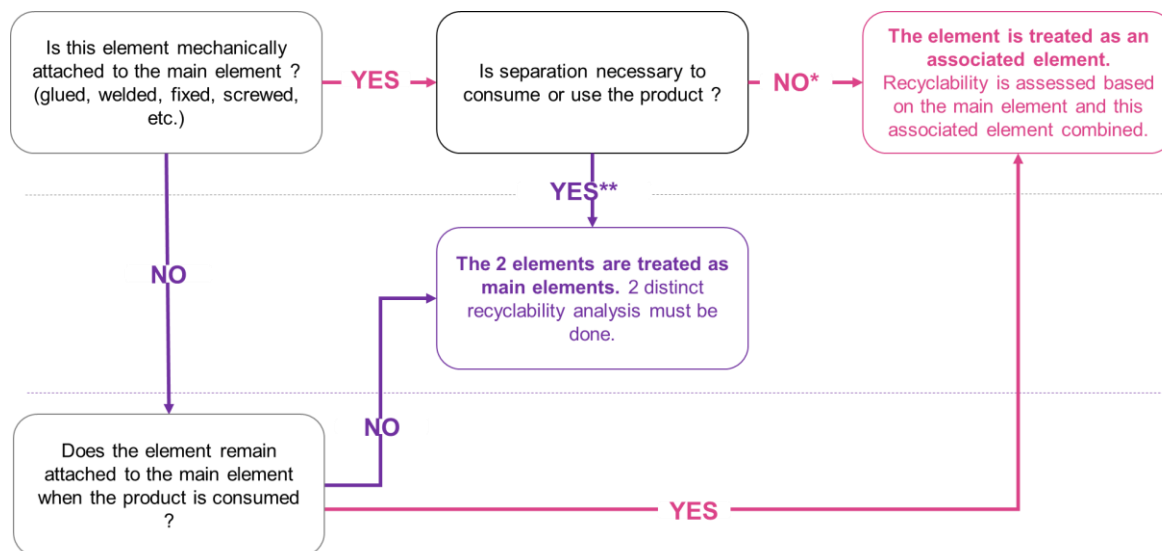 Is this element mechanically
attached to the main element ?
(glued, welded, fixed, screwed,
etc.)
YES
Is separation necessary to
consume or use the product ?
NO*
The element is treated as an
associated element.
Recyclability is assessed based
on the main element and this
associated element combined.
YES**
NO
The 2 elements are treated as
main elements. 2 distinct
recyclability analysis must be
done.
NO
Does the element remain
attached to the main element
when the product is consumed
?
YES